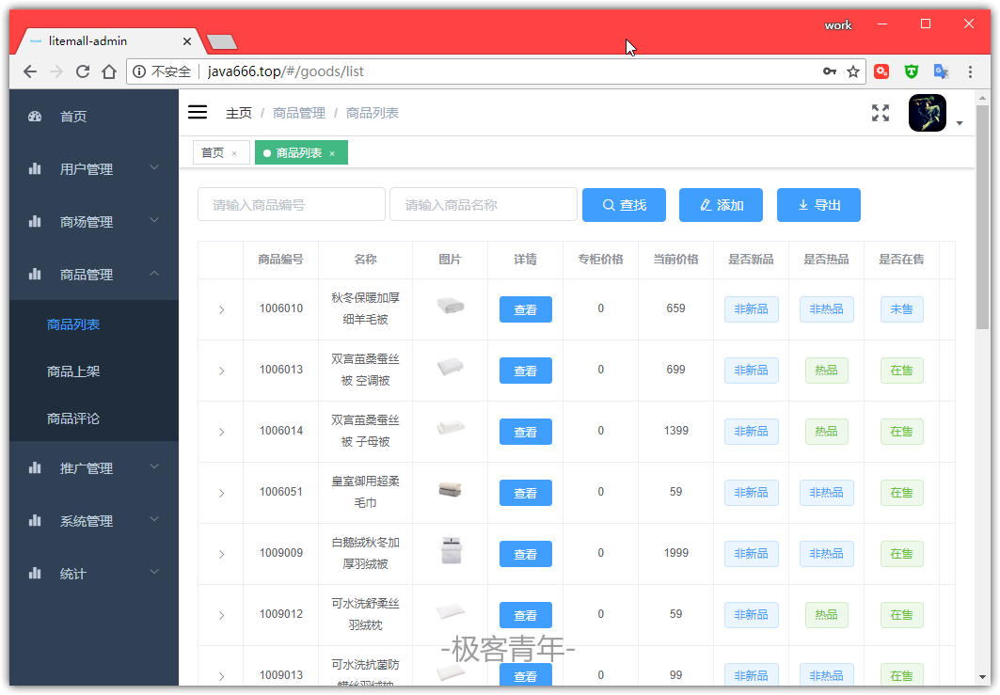 work
litemall-admin
不安全 java666.top/#/goods/list
首页
用户管理
商场管理
商品管理
商品列表
商品上架
商品评论
推广管理
系统管理
统计
主页 / 商品管理 / 商品列表
首页 × 商品列表 ×
请输入商品编号 请输入商品名称 查找 添加 导出
商品编号 名称 图片 详情 专柜价格 当前价格 是否新品 是否热品 是否在售
1006010 秋冬保暖加厚 查看 0 659 非新品 非热品 未售
细羊毛被
1006013 双宫茧桑蚕丝 查看 0 699 非新品 热品 在售
被 空调被
1006014 双宫茧桑蚕丝 查看 0 1399 非新品 热品 在售
被 子母被
1006051 皇室御用超柔 查看 0 59 非新品 非热品 在售
毛巾
1009009 白鹅绒秋冬加 查看 0 1999 非新品 非热品 在售
厚羽绒被
1009012 可水洗舒柔丝 查看 0 59 非新品 热品 在售
羽绒枕
-极客青年-
1009013 可水洗抗菌防 查看 0 99 非新品 非热品 在售